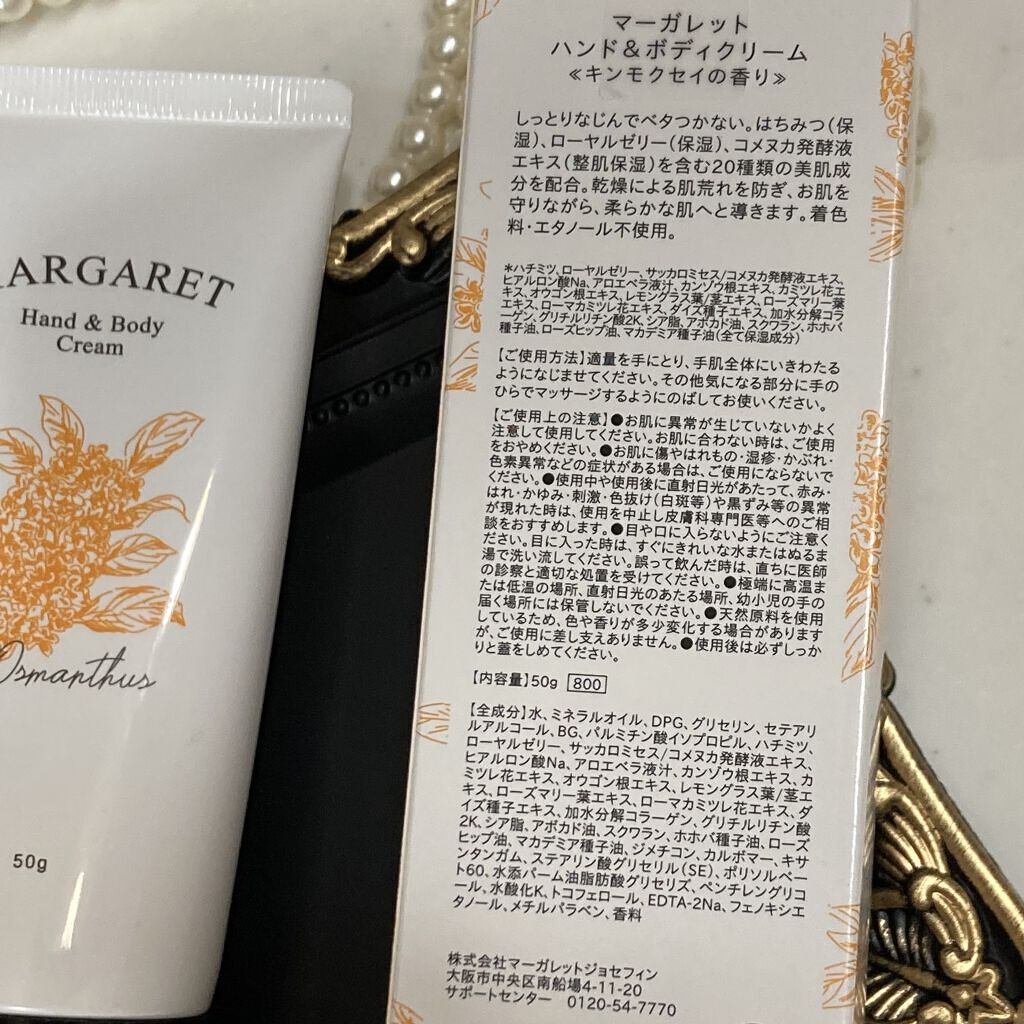 ARGARET
Hand & Body
Cream
Osmanthus
50g
マーガレット
ハンド&ボディクリーム
≪キンモクセイの香り≫
しっとりなじんでベタつかない。はちみつ(保
湿)、ローヤルゼリー(保湿)、コメヌカ発酵液
エキス(整肌保湿)を含む20種類の美肌成
分を配合。乾燥による肌荒れを防ぎ、お肌を
守りながら、柔らかな肌へと導きます。着色
料・エタノール不使用。
*ハチミツ、ローヤルゼリー、サッカロミセス/コメヌカ発酵液エキス、
ヒアルロン酸Na、アロエベラ液汁、カンゾウ根エキス、カミツレ花エ
キス、オウゴン根エキス、レモングラス葉/茎エキス、ローズマリー葉
エキス、ローマカミツレ花エキス、ダイズ種子エキス、加水分解コラ
ーゲン、グリチルリチン酸2K、シア脂、アボカド油、スクワラン、ホホバ
種子油、ローズヒップ油、マカデミア種子油(全て保湿成分)
【ご使用方法】適量を手にとり、手肌全体にいきわたる
ようになじませてください。その他気になる部分に手の
ひらでマッサージするようにのばしてお使いください。
【ご使用上の注意】●お肌に異常が生じていないかよく
注意して使用してください。お肌に合わない時は、ご使用
をおやめください。●お肌に傷やはれもの・湿疹・かぶれ・
色素異常などの症状がある場合は、ご使用にならないで
ください。●使用中や使用後に直射日光があたって、赤み・
はれ・かゆみ・刺激・色抜け(白斑等)や黒ずみ等の異常
が現れた時は、使用を中止し皮膚科専門医等へのご相
談をおすすめします。●目や口に入らないようにご注意く
ださい。目に入った時は、すぐにきれいな水またはぬるま
湯で洗い流してください。誤って飲んだ時は、直ちに医師
の診察と適切な処置を受けてください。●極端に高温ま
たは低温の場所、直射日光のあたる場所、幼小児の手の
届く場所には保管しないでください。●天然原料を使用
しているため、色や香りが多少変化する場合があります
が、ご使用に差し支えありません。●使用後は必ずしっか
りと蓋をしめてください。
【内容量】50g 800
【全成分】水、ミネラルオイル、DPG、グリセリン、セテアリ
ルアルコール、BG、パルミチン酸イソプロピル、ハチミツ、
ローヤルゼリー、サッカロミセス/コメヌカ発酵液エキス、
ヒアルロン酸Na、アロエベラ液汁、カンゾウ根エキス、カ
ミツレ花エキス、オウゴン根エキス、レモングラス葉/茎エ
キス、ローズマリー葉エキス、ローマカミツレ花エキス、ダ
イズ種子エキス、加水分解コラーゲン、グリチルリチン酸
2K、シア脂、アボカド油、スクワラン、ホホバ種子油、ローズ
ヒップ油、マカデミア種子油、ジメチコン、カルボマー、キサ
ンタンガム、ステアリン酸グリセリル(SE)、ポリソルベー
ト60、水添パーム油脂肪酸グリセリズ、ペンチレングリコ
ール、水酸化K、トコフェロール、EDTA-2Na、フェノキシエ
タノール、メチルパラベン、香料
株式会社マーガレットジョセフィン
大阪市中央区南船場4-11-20
サポートセンター 0120-54-7770